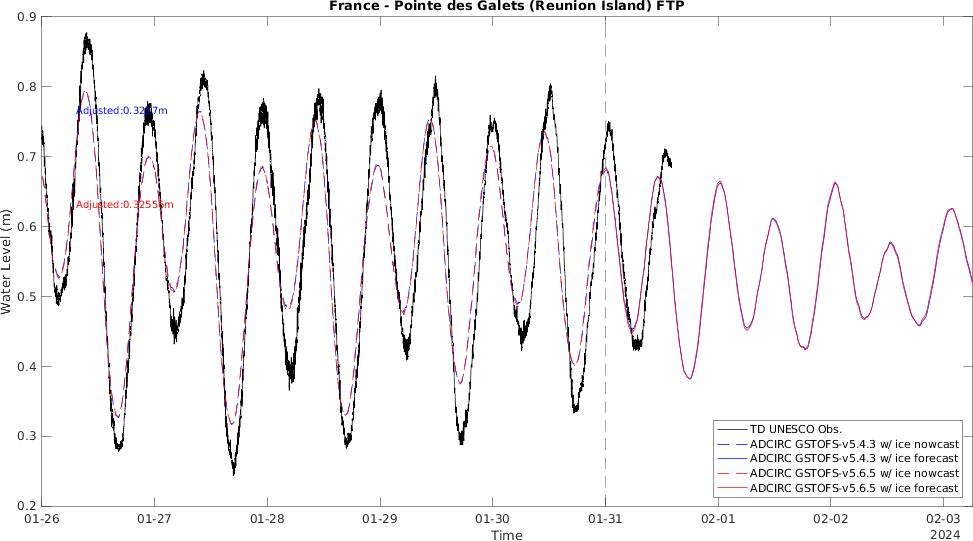 France - Pointe des Galets (Reunion Island) FTP
0.9
0.8
0.7
0.6
0.5
0.4
0.3
0.2
Water Level (m)
Adjusted:0.3257m
Adjusted:0.32556m
TD UNESCO Obs.
ADCIRC GSTOFS-v5.4.3 w/ ice nowcast
ADCIRC GSTOFS-v5.4.3 w/ ice forecast
ADCIRC GSTOFS-v5.6.5 w/ ice nowcast
ADCIRC GSTOFS-v5.6.5 w/ ice forecast
01-26 01-27 01-28 01-29 01-30 01-31 02-01 02-02 02-03
Time
2024